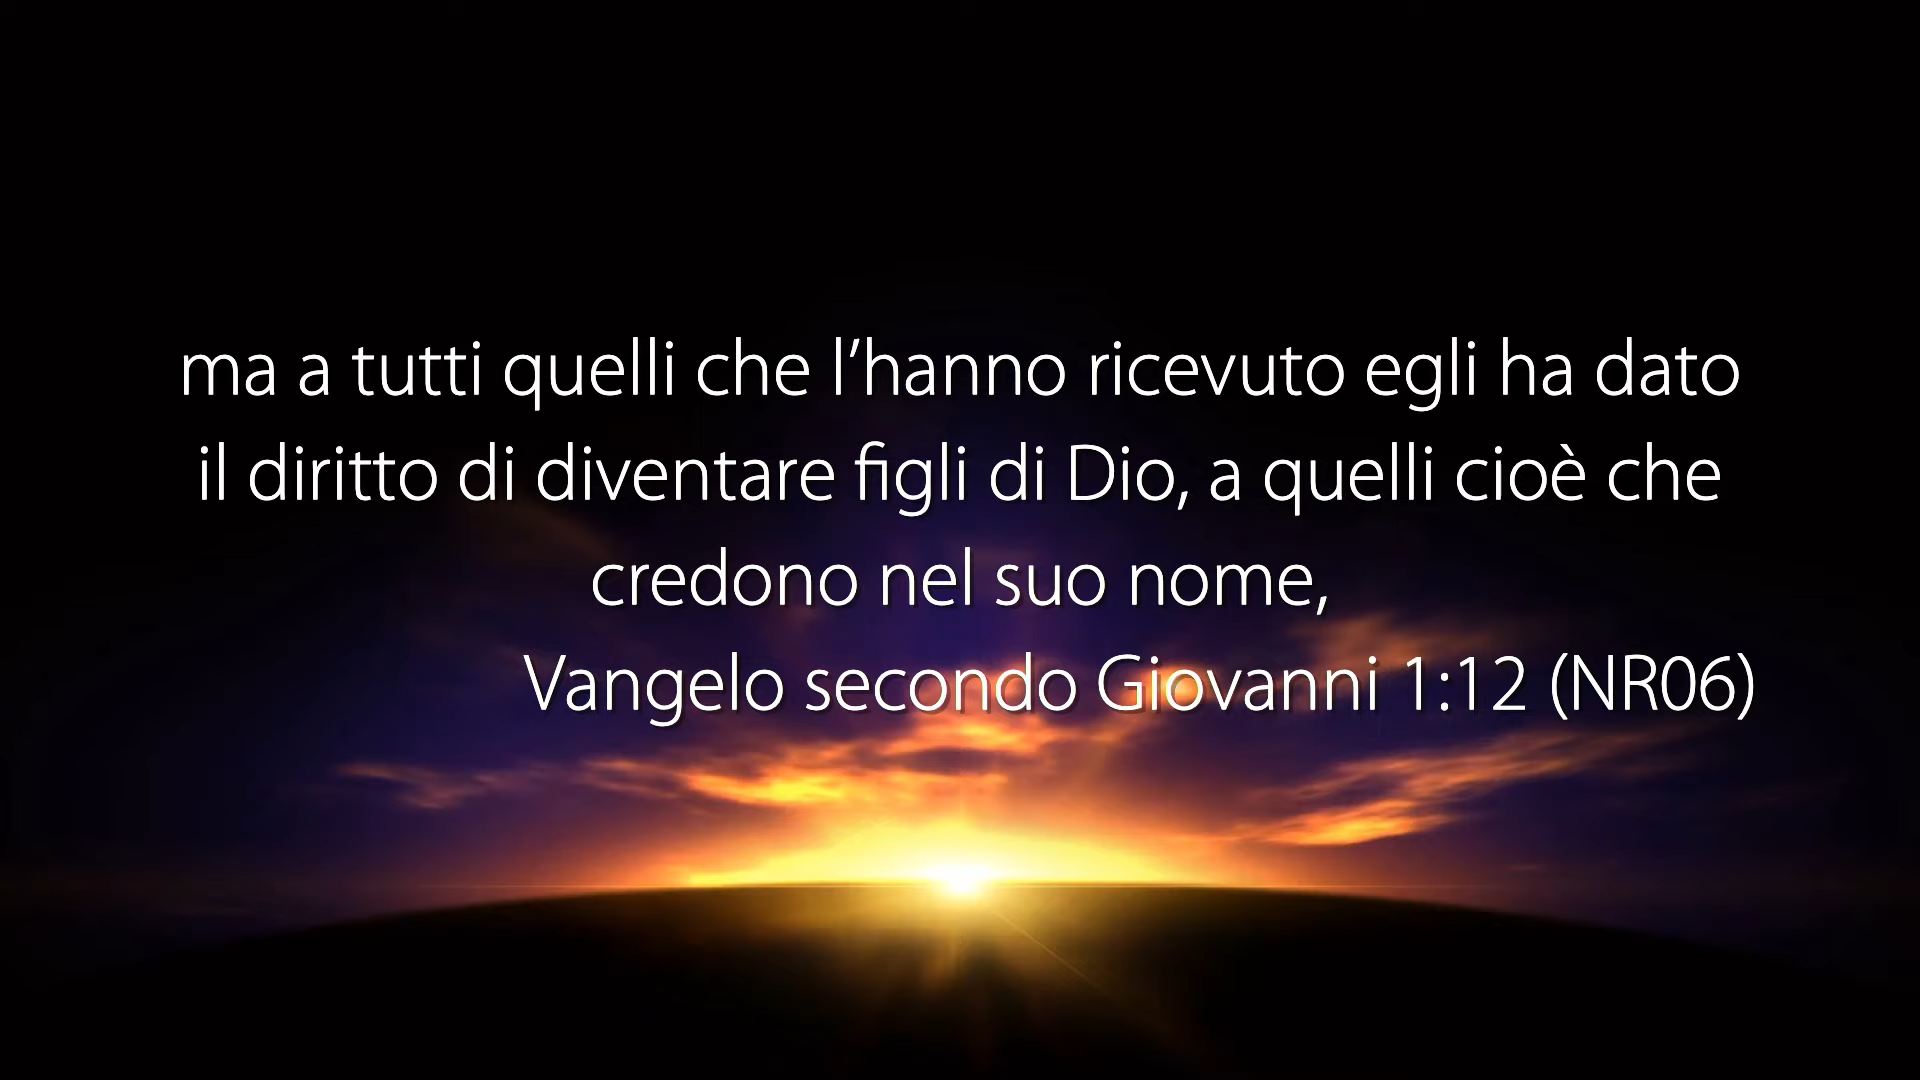 ma a tutti quelli che l’hanno ricevuto egli ha dato
il diritto di diventare figli di Dio, a quelli cioè che
credono nel suo nome,
Vangelo secondo Giovanni 1:12 (NR06)